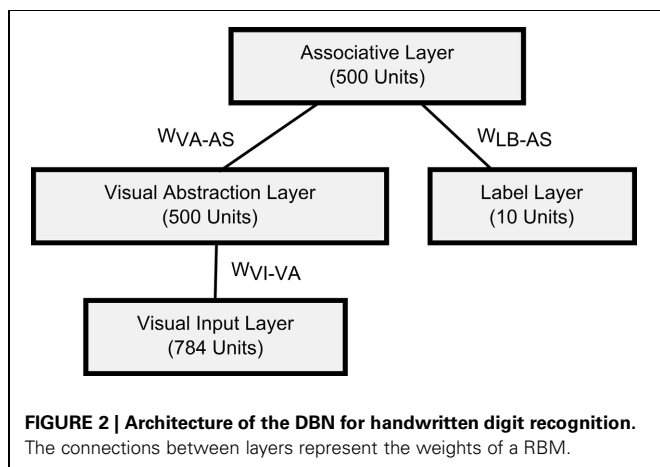 Associative Layer
(500 Units)
WVA-AS
WLB-AS
Visual Abstraction Layer
(500 Units)
Label Layer
(10 Units)
WVI-VA
Visual Input Layer
(784 Units)
FIGURE 2 | Architecture of the DBN for handwritten digit recognition.
The connections between layers represent the weights of a RBM.